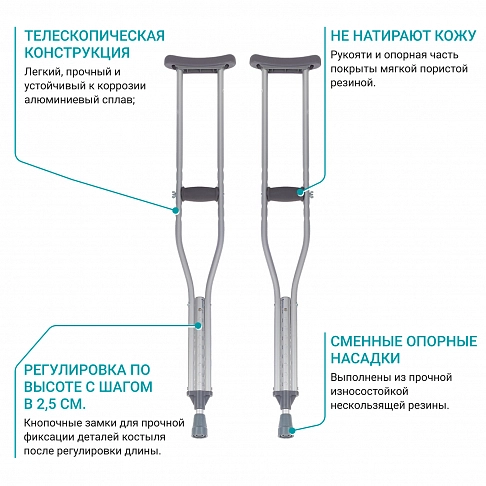 ТЕЛЕСКОПИЧЕСКАЯ
КОНСТРУКЦИЯ
Легкий, прочный и
устойчивый к коррозии
алюминиевый сплав;
НЕ НАТИРАЮТ КОЖУ
Рукояти и опорная часть
покрыты мягкой пористой
резиной.
РЕГУЛИРОВКА ПО
ВЫСОТЕ С ШАГОМ
В 2,5 СМ.
Кнопочные замки для прочной
фиксации деталей костыля
после регулировки длины.
СМЕННЫЕ ОПОРНЫЕ
НАСАДКИ
Выполнены из прочной
износостойкой
нескользящей резины.